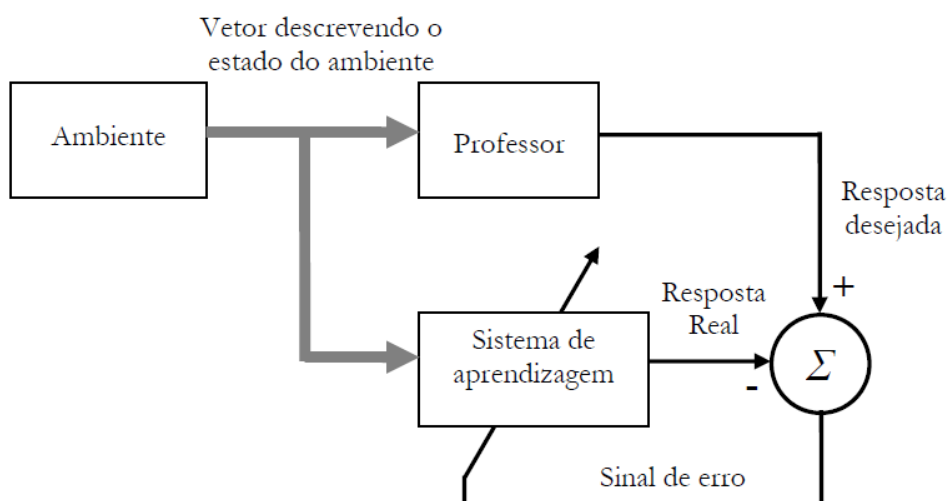 Vetor descrevendo o
estado do ambiente
Ambiente
Professor
Resposta
desejada
+
Resposta
Real
Sistema de
aprendizagem
-
Σ
Sinal de erro